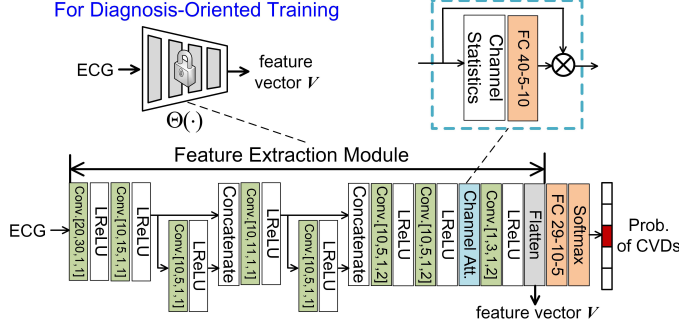 For Diagnosis-Oriented Training
ECG
feature
vector V
Θ(·)
Channel
Statistics
FC 40-5-10
Feature Extraction Module
ECG
Conv.[20,30,1,1]
LReLU
Conv.[10,15,1,1]
LReLU
Conv.[10,5,1,1]
LReLU
Concatenate
Conv.[10,11,1,1]
LReLU
Conv.[10,5,1,1]
LReLU
Concatenate
Conv.[10,5,1,2]
LReLU
Conv.[10,5,1,2]
LReLU
Channel Att.
Conv.[1,3,1,2]
LReLU
Flatten
FC 29-10-5
Softmax
Prob.
of CVDs
feature vector V